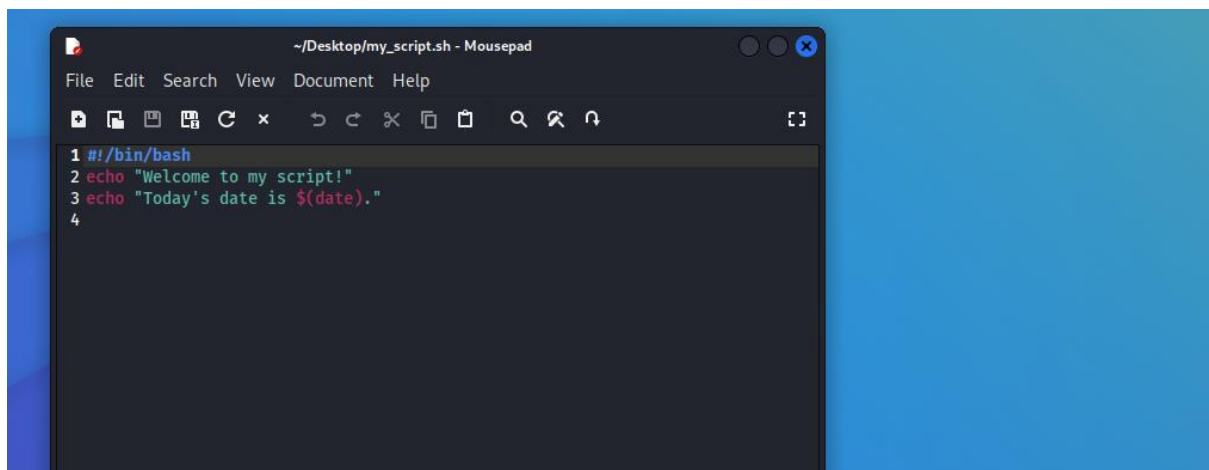 ~/Desktop/my_script.sh - Mousepad
File Edit Search View Document Help
1 #!/bin/bash
2 echo "Welcome to my script!"
3 echo "Today's date is $(date)."
4